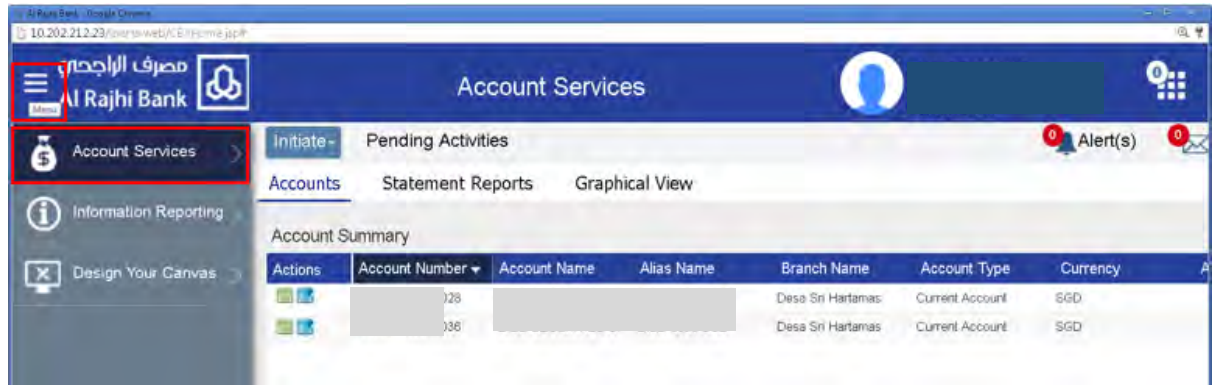 Al Rajhi Bank - Google Chrome
10.202.212.29
مصرف الراجحي
Al Rajhi Bank
Menu
Account Services
0
Account Services
Initiate
Pending Activities
0
Alert(s)
0
Information Reporting
Accounts
Statement Reports
Graphical View
Account Summary
Design Your Canvas
Actions
Account Number
Account Name
Alias Name
Branch Name
Account Type
Currency
A
028
Desa Sri Hartamas
Current Account
SGD
036
Desa Sri Hartamas
Current Account
SGD